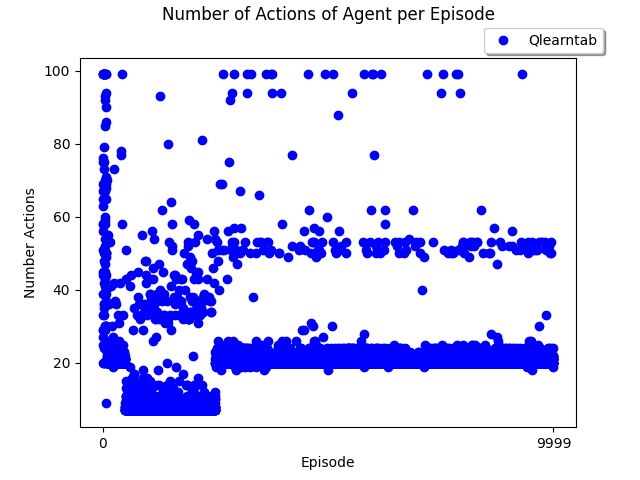 Number of Actions of Agent per Episode
Qlearntab
100
80
60
40
20
Number Actions
0
9999
Episode